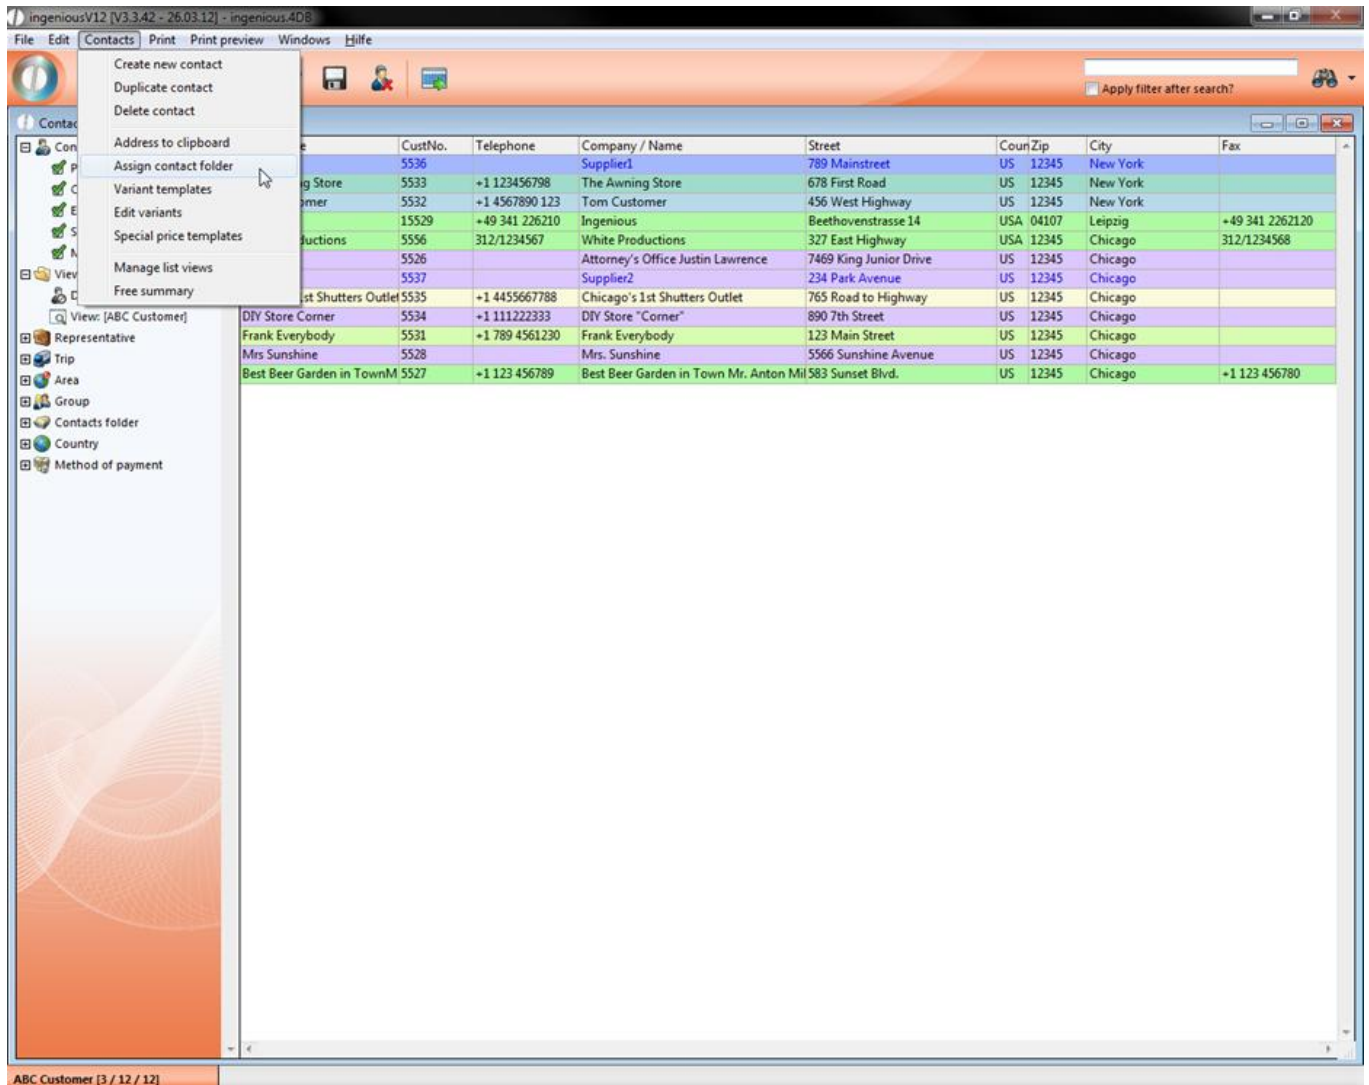 ingeniousV12 [V3.3.42 - 26.03.12] - ingenious.4DB
File Edit Contacts Print Print preview Windows Hilfe
Create new contact
Duplicate contact
Delete contact
Address to clipboard
Assign contact folder
Variant templates
Edit variants
Special price templates
Manage list views
Free summary
Apply filter after search?
Contac
Con
P
C
E
S
M
View
D
View: [ABC Customer]
Representative
Trip
Area
Group
Contacts folder
Country
Method of payment
e CustNo. Telephone Company / Name Street Coun Zip City Fax
5536 Supplier1 789 Mainstreet US 12345 New York
ng Store 5533 +1 123456798 The Awning Store 678 First Road US 12345 New York
omer 5532 +1 4567890 123 Tom Customer 456 West Highway US 12345 New York
15529 +49 341 226210 Ingenious Beethovenstrasse 14 USA 04107 Leipzig +49 341 2262120
ductions 5556 312/1234567 White Productions 327 East Highway USA 12345 Chicago 312/1234568
5526 Attorney's Office Justin Lawrence 7469 King Junior Drive US 12345 Chicago
5537 Supplier2 234 Park Avenue US 12345 Chicago
1st Shutters Outlet 5535 +1 4455667788 Chicago's 1st Shutters Outlet 765 Road to Highway US 12345 Chicago
DIY Store Corner 5534 +1 111222333 DIY Store "Corner" 890 7th Street US 12345 Chicago
Frank Everybody 5531 +1 789 4561230 Frank Everybody 123 Main Street US 12345 Chicago
Mrs Sunshine 5528 Mrs. Sunshine 5566 Sunshine Avenue US 12345 Chicago
Best Beer Garden in TownM 5527 +1 123 456789 Best Beer Garden in Town Mr. Anton Mil 583 Sunset Blvd. US 12345 Chicago +1 123 456780
ABC Customer [3 / 12 / 12]